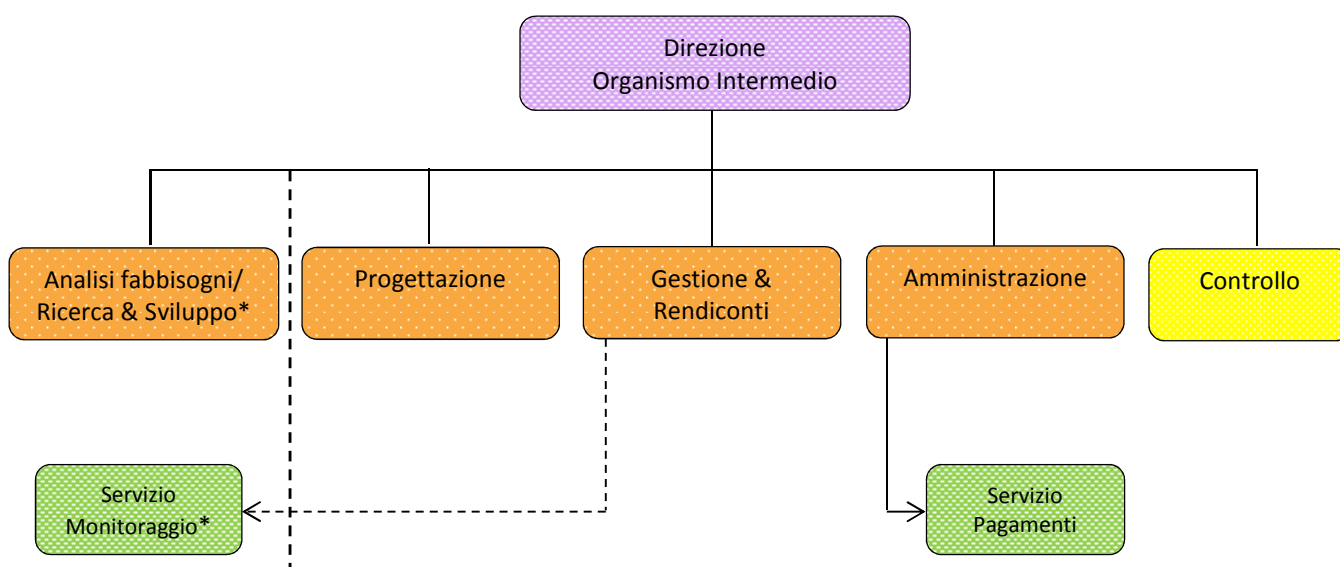 Direzione
Organismo Intermedio
Analisi fabbisogni/
Ricerca & Sviluppo*
Progettazione
Gestione &
Rendiconti
Amministrazione
Controllo
Servizio
Monitoraggio*
Servizio
Pagamenti